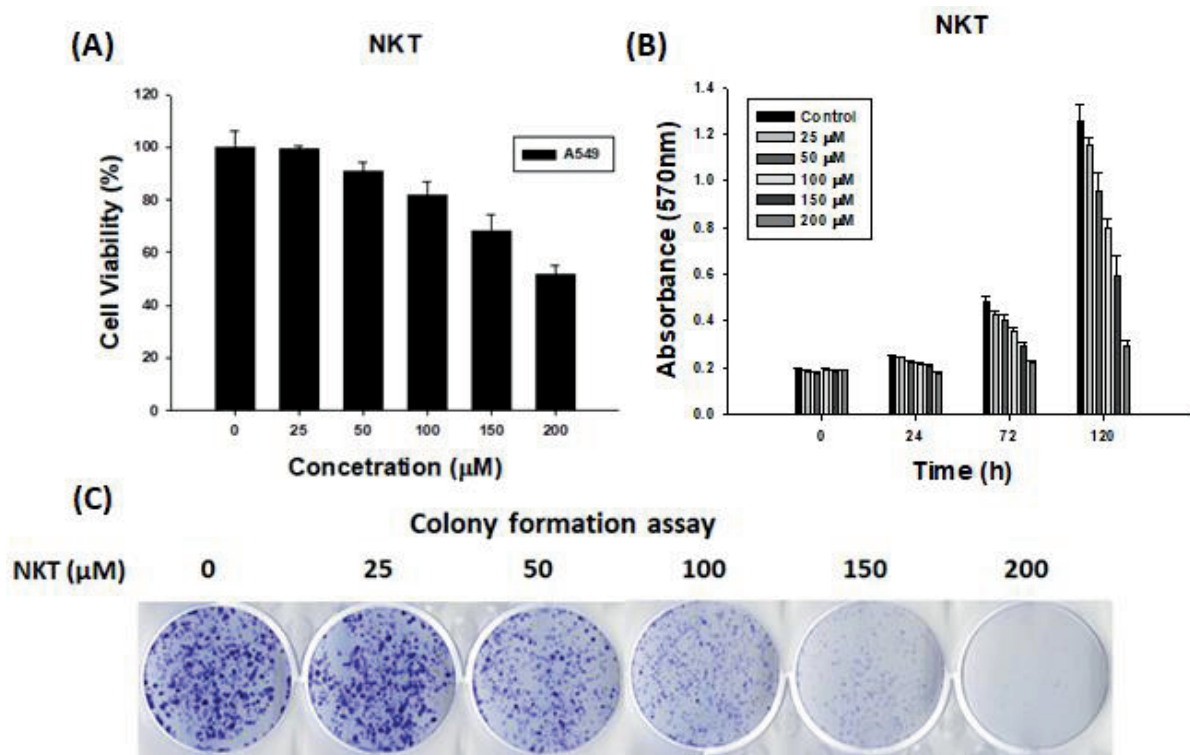 (A)
NKT
120
100
80
60
40
20
0
Cell Viability (%)
A549
0 25 50 100 150 200
Concetration (µM)
(B)
NKT
1.4
1.2
1.0
0.8
0.6
0.4
0.2
0.0
Absorbance (570nm)
Control
25 µM
50 µM
100 µM
150 µM
200 µM
0 24 72 120
Time (h)
(C)
Colony formation assay
NKT (µM) 0 25 50 100 150 200